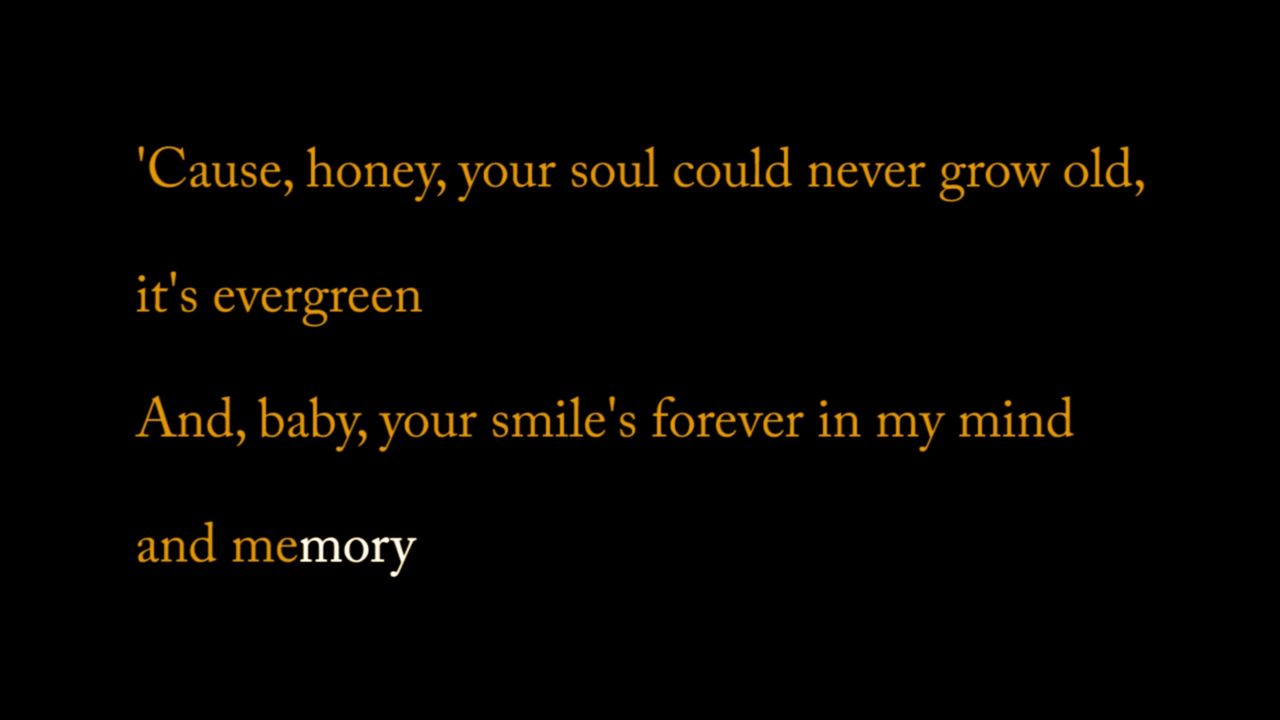 'Cause, honey, your soul could never grow old,
it's evergreen
And, baby, your smile's forever in my mind
and memory